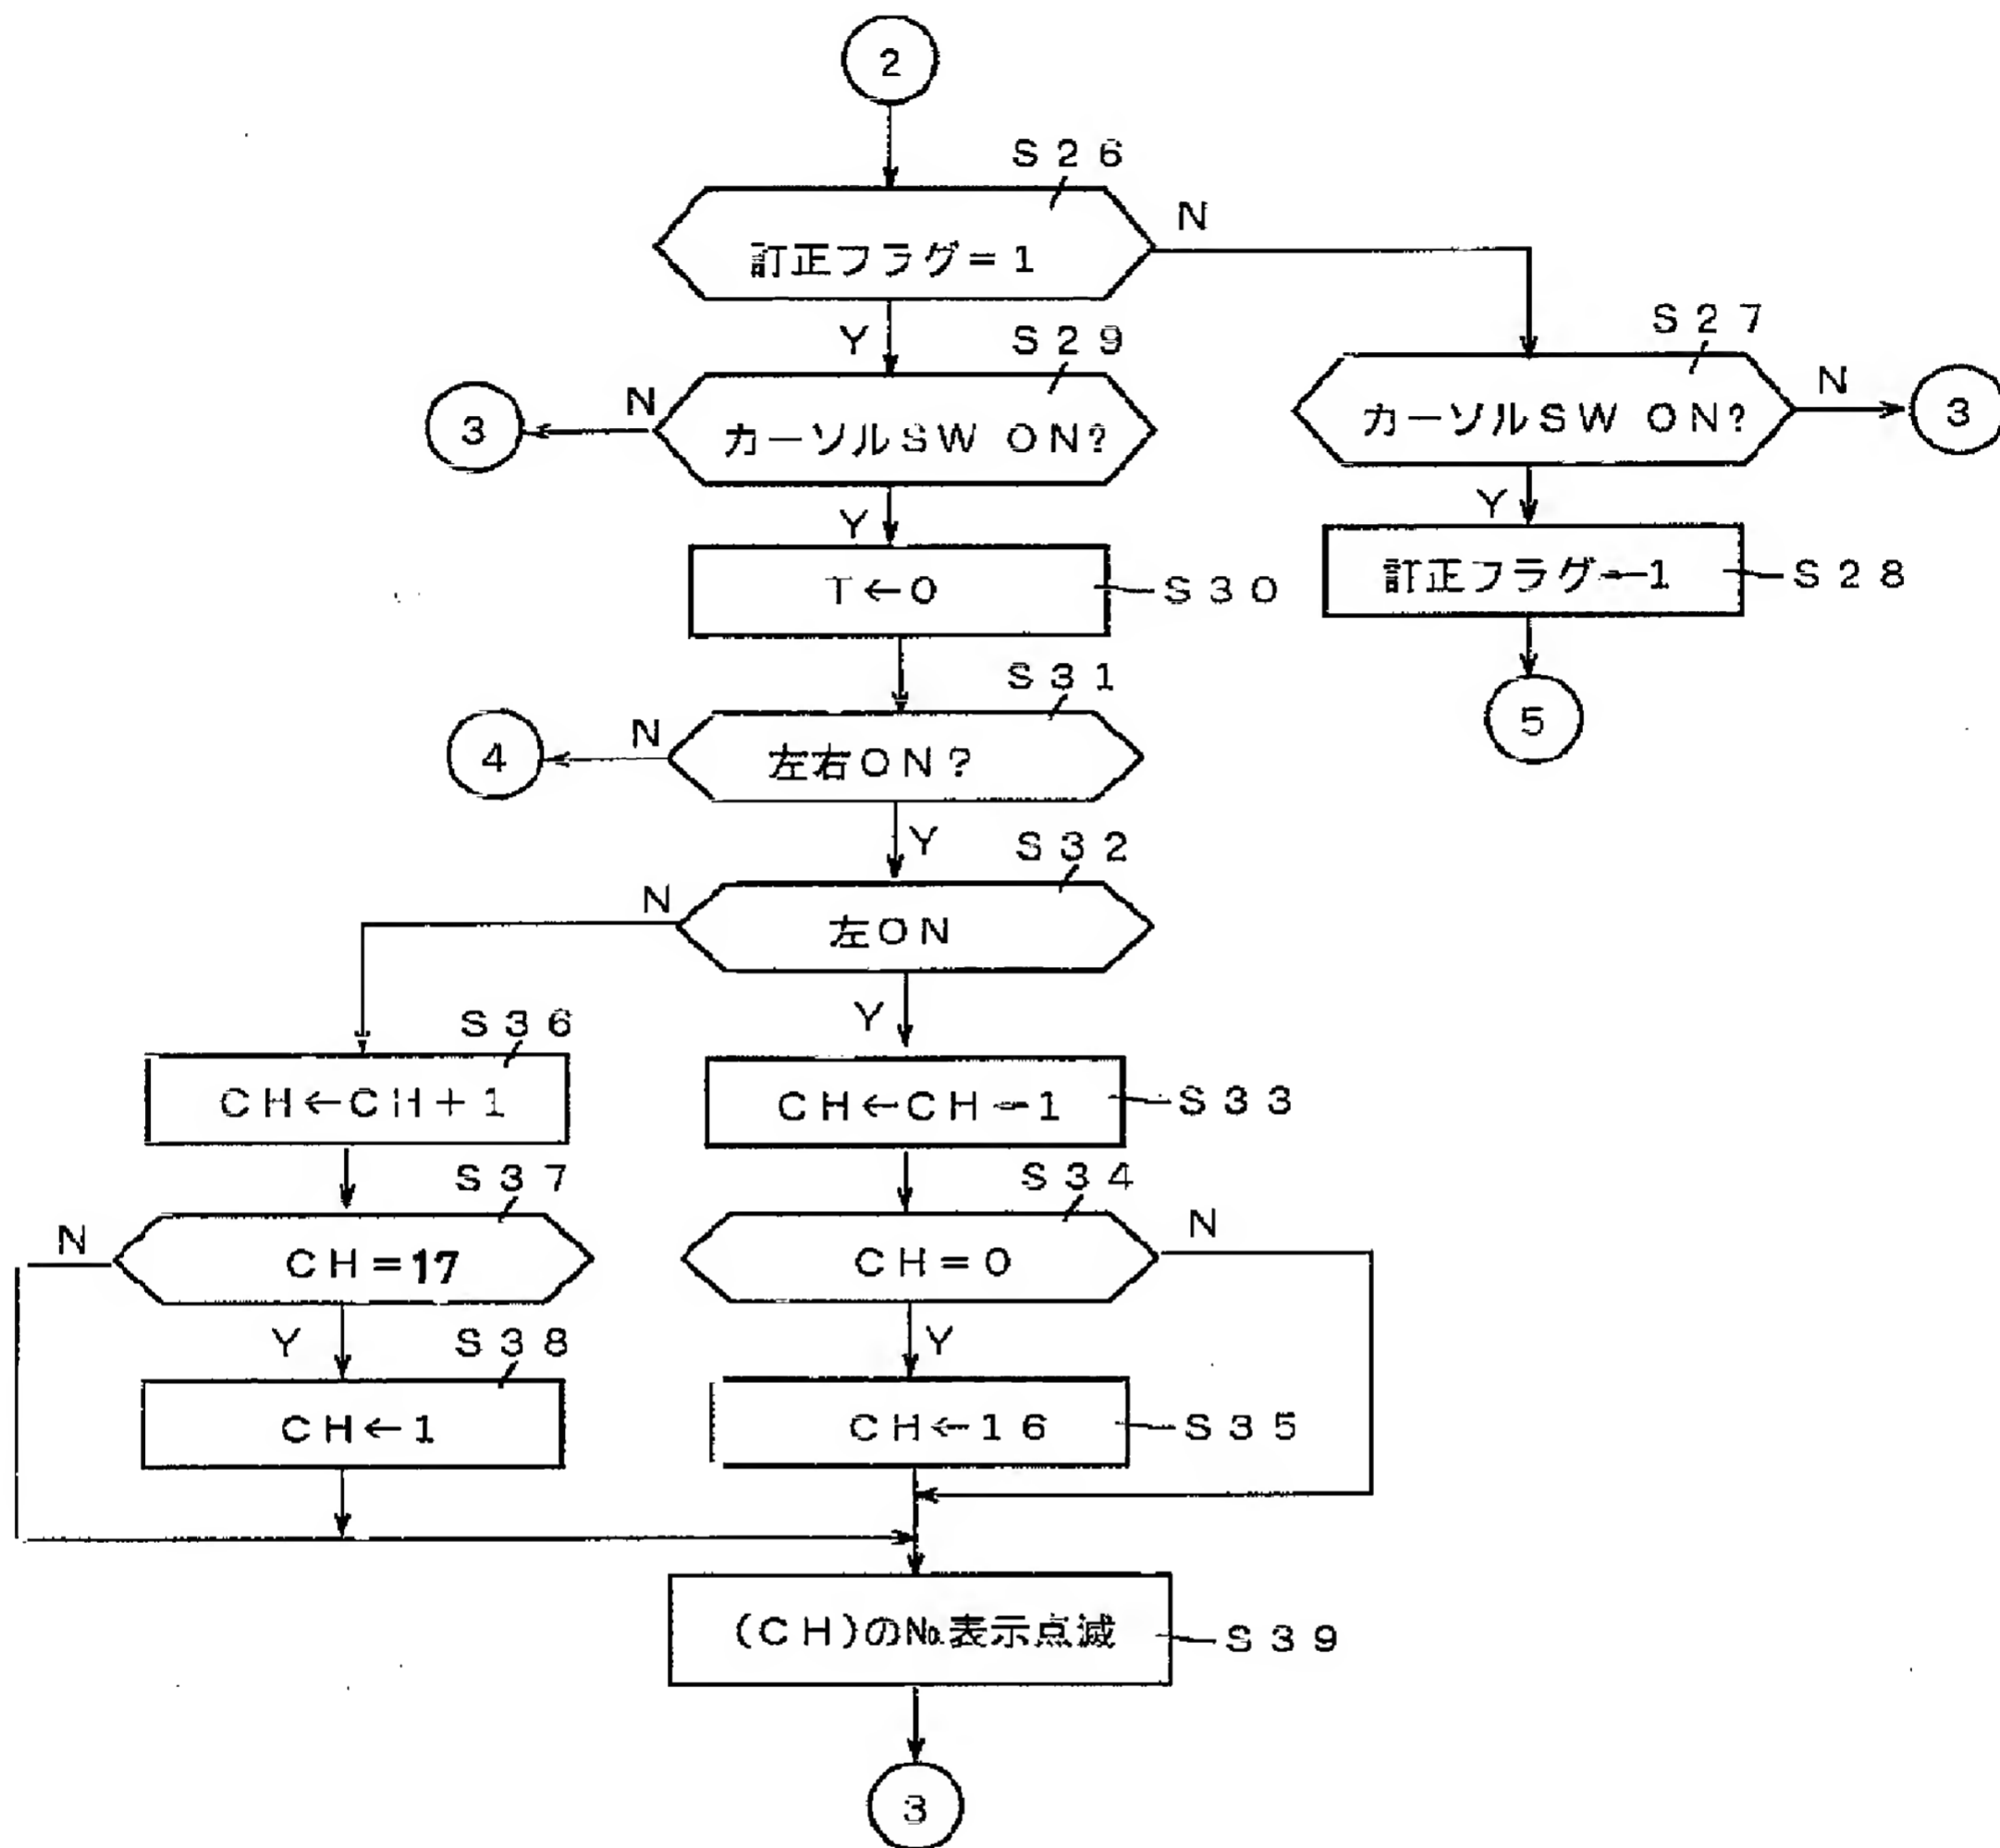 2
S26
訂正フラグ=1
N
Y
S29
S27
カーソルSW ON?
N
3
カーソルSW ON?
N
3
Y
Y
T←0
S30
訂正フラグ←1
S28
5
S31
左右ON?
N
4
Y
S32
左ON
N
Y
S36
CH←CH+1
CH←CH-1
S33
S37
S34
N
CH=17
CH=0
N
Y
S38
Y
CH←1
CH←16
S35
(CH)の№表示点滅
S39
3